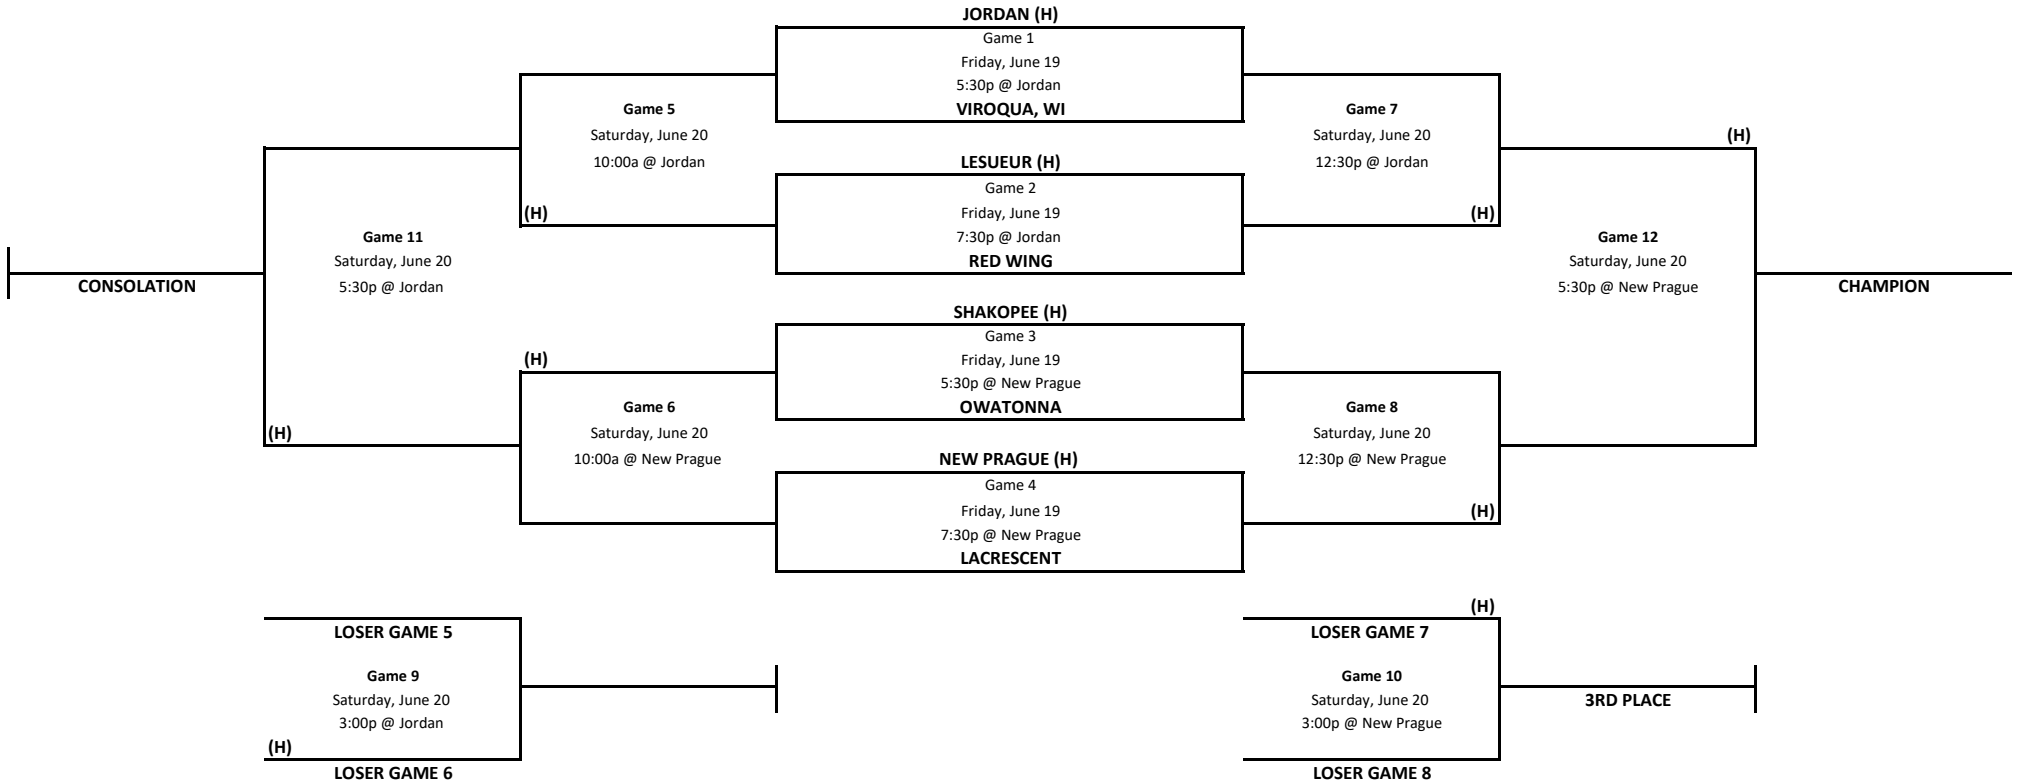 JORDAN (H)
Game 1
Friday, June 19
5:30p @ Jordan
VIROQUA, WI
Game 5
Saturday, June 20
10:00a @ Jordan
(H)
Game 7
Saturday, June 20
12:30p @ Jordan
(H)
(H)
LESUEUR (H)
Game 2
Friday, June 19
7:30p @ Jordan
RED WING
Game 11
Saturday, June 20
5:30p @ Jordan
CONSOLATION
Game 12
Saturday, June 20
5:30p @ New Prague
CHAMPION
SHAKOPEE (H)
Game 3
Friday, June 19
5:30p @ New Prague
OWATONNA
(H)
Game 6
Saturday, June 20
10:00a @ New Prague
(H)
Game 8
Saturday, June 20
12:30p @ New Prague
(H)
NEW PRAGUE (H)
Game 4
Friday, June 19
7:30p @ New Prague
LACRESCENT
LOSER GAME 5
Game 9
Saturday, June 20
3:00p @ Jordan
(H)
LOSER GAME 6
(H)
LOSER GAME 7
Game 10
Saturday, June 20
3:00p @ New Prague
LOSER GAME 8
3RD PLACE